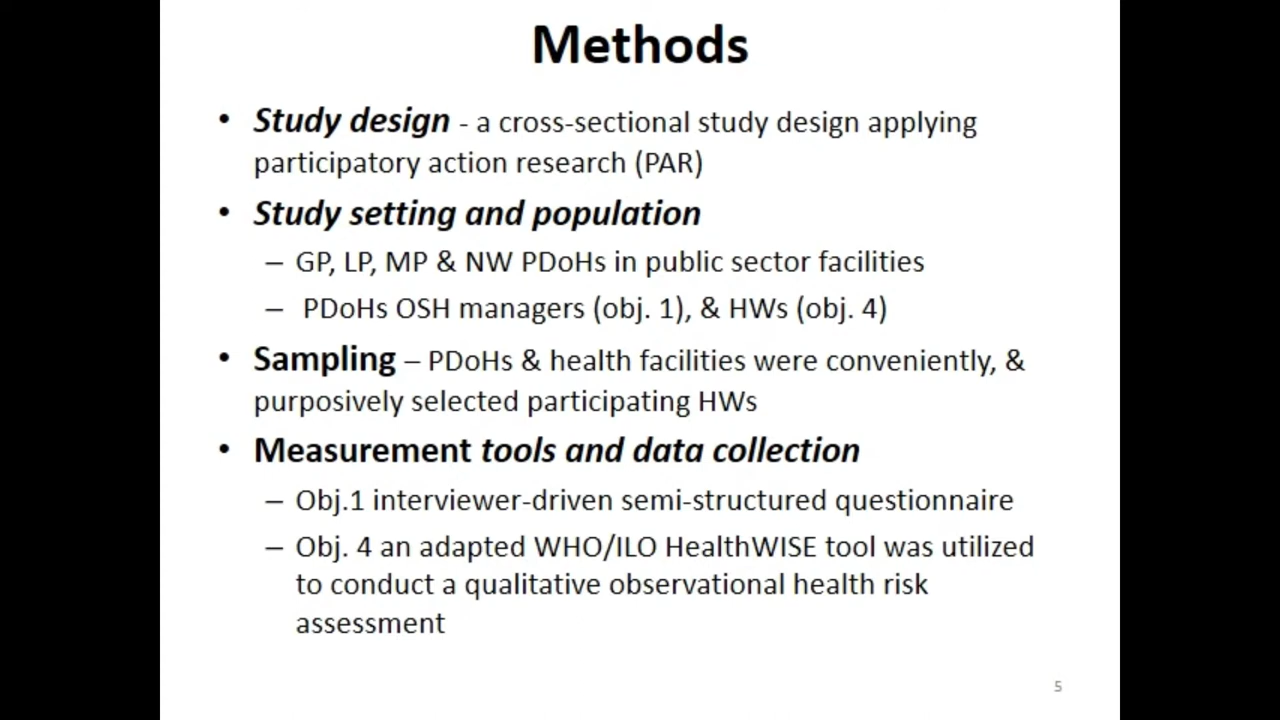 Methods
• Study design - a cross-sectional study design applying
participatory action research (PAR)
• Study setting and population
– GP, LP, MP & NW PDoHs in public sector facilities
– PDoHs OSH managers (obj. 1), & HWs (obj. 4)
• Sampling – PDoHs & health facilities were conveniently, &
purposively selected participating HWs
• Measurement tools and data collection
– Obj.1 interviewer-driven semi-structured questionnaire
– Obj. 4 an adapted WHO/ILO HealthWISE tool was utilized
to conduct a qualitative observational health risk
assessment
5